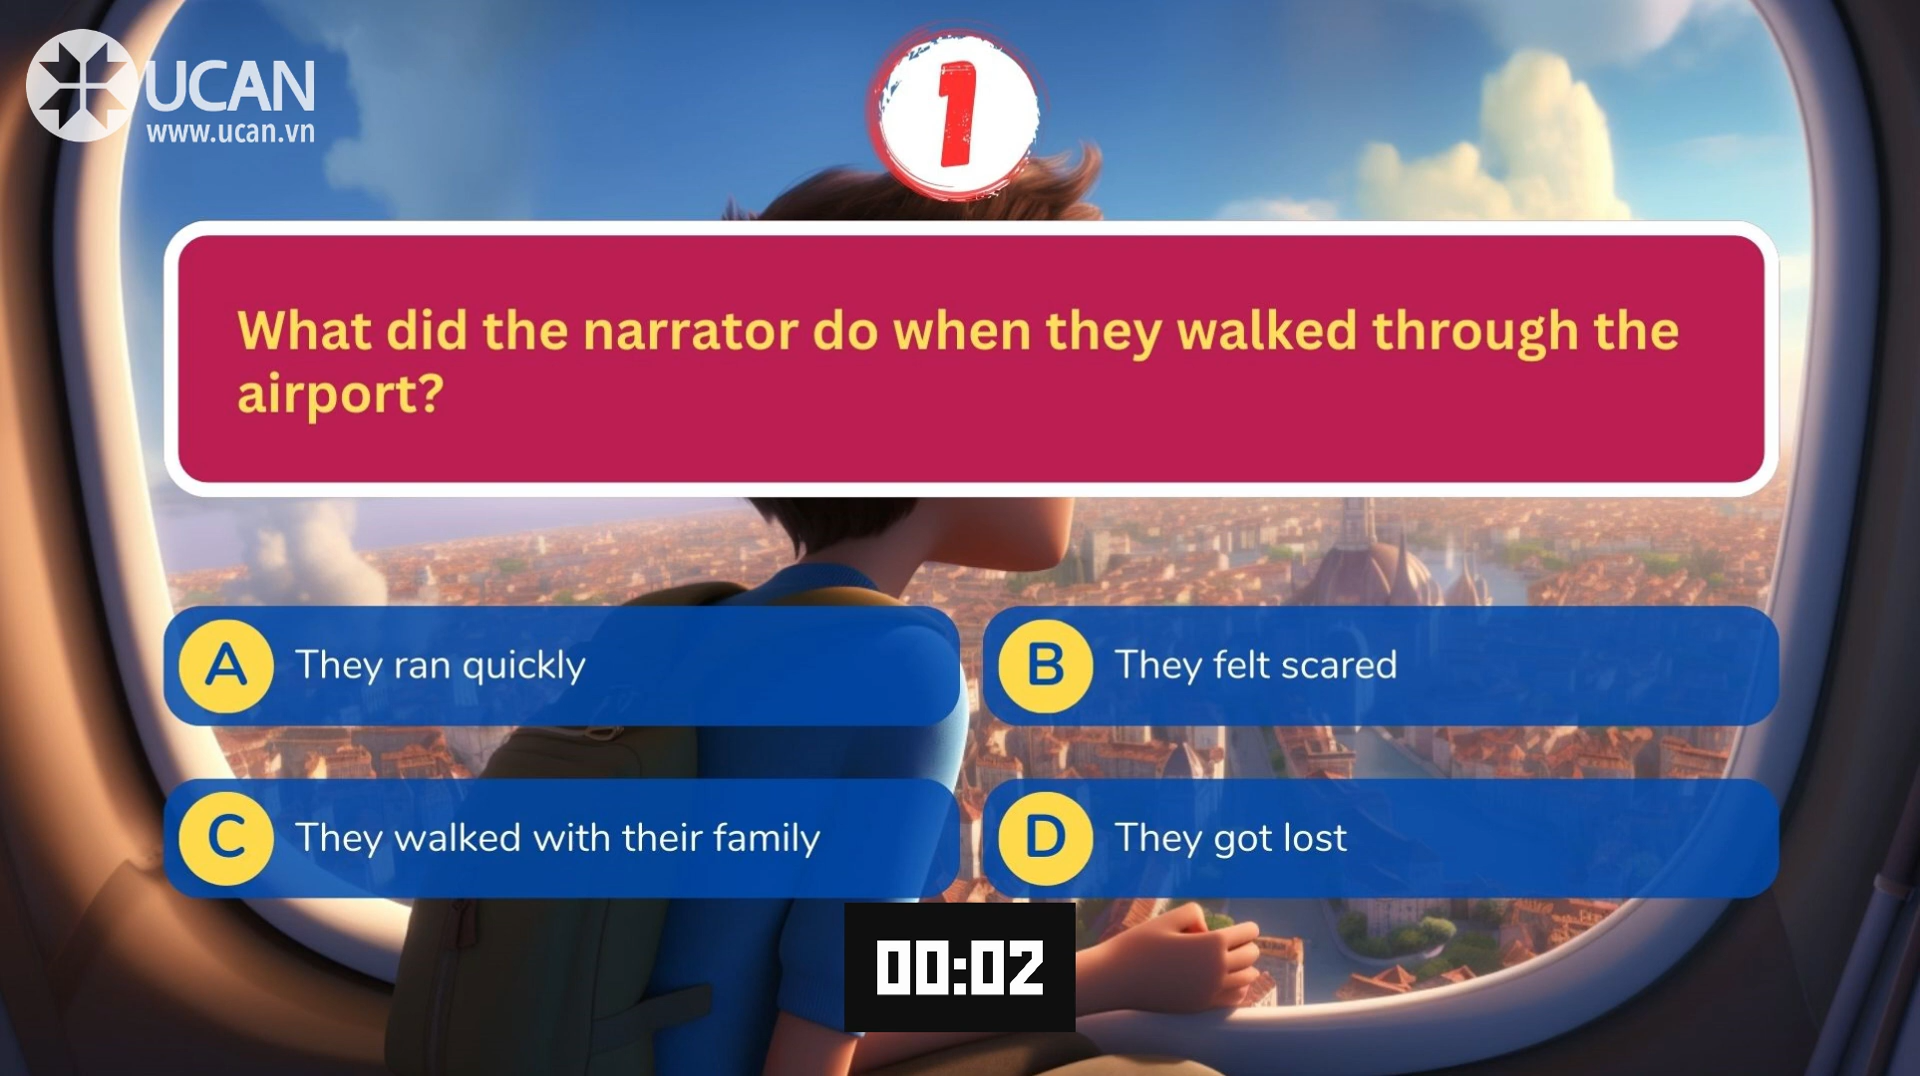 UCAN
www.ucan.vn
1
What did the narrator do when they walked through the
airport?
A They ran quickly
B They felt scared
C They walked with their family
D They got lost
00:02